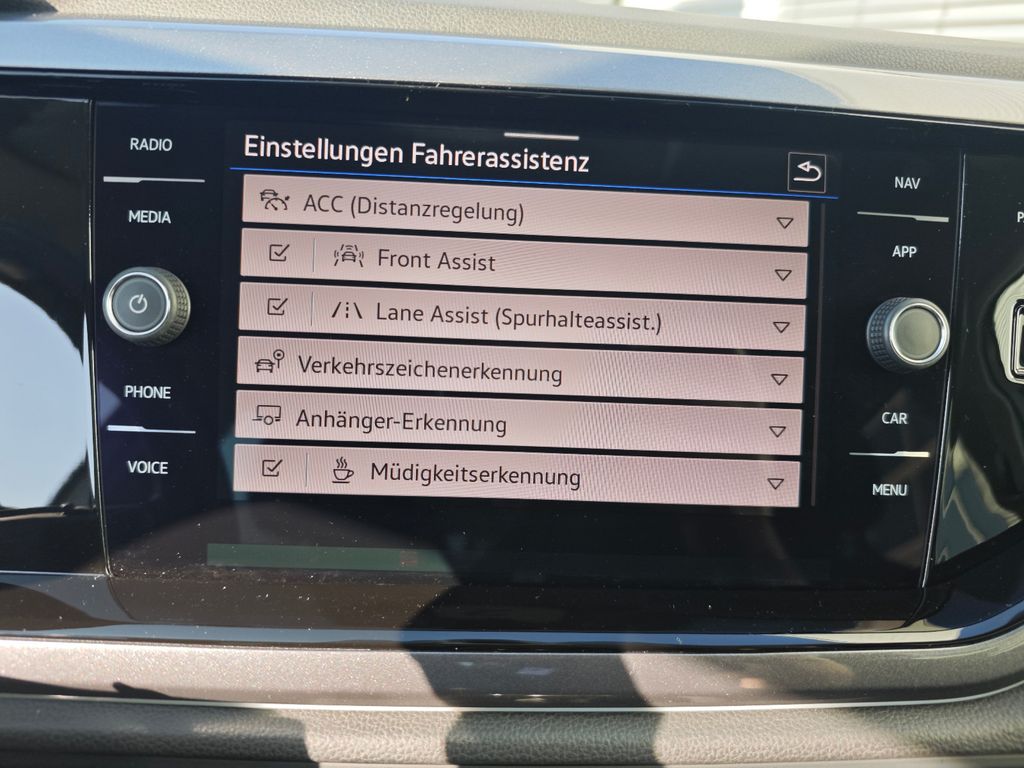 RADIO
MEDIA
PHONE
VOICE
Einstellungen Fahrerassistenz
ACC (Distanzregelung)
Front Assist
Lane Assist (Spurhalteassist.)
Verkehrszeichenerkennung
Anhänger-Erkennung
Müdigkeitserkennung
NAV
APP
CAR
MENU